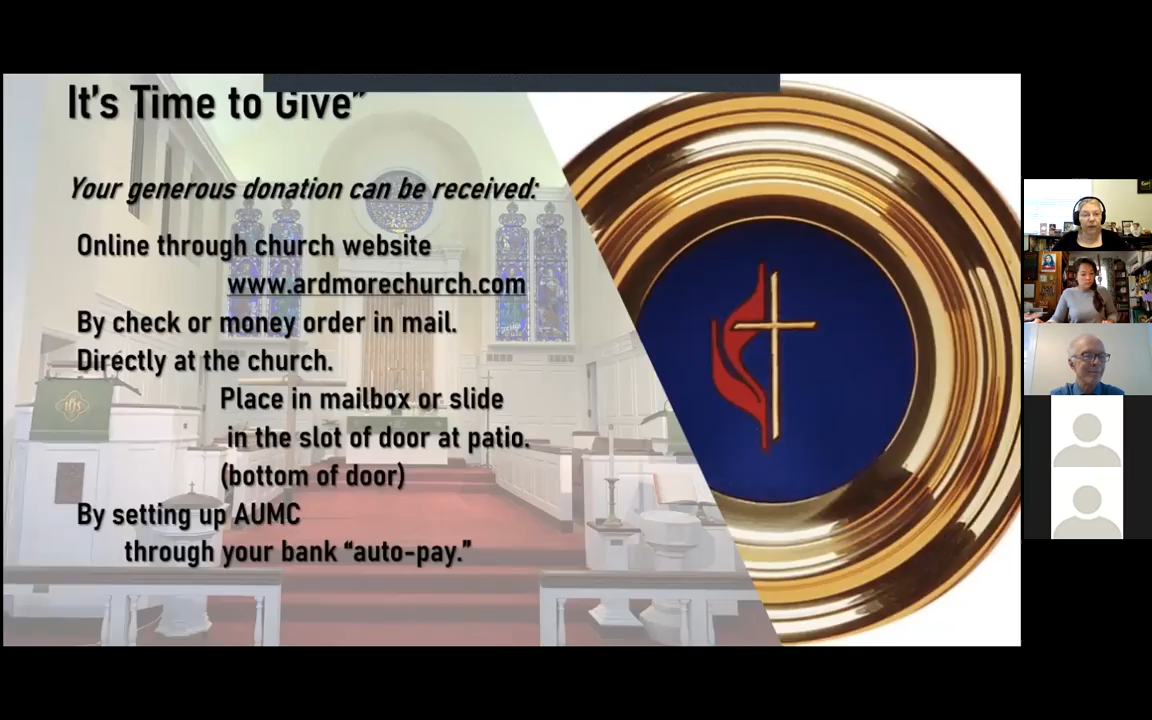 It's Time to Give”
Your generous donation can be received:
Online through church website
www.ardmorechurch.com
By check or money order in mail.
Directly at the church.
Place in mailbox or slide
in the slot of door at patio.
(bottom of door)
By setting up AUMC
through your bank “auto-pay.”